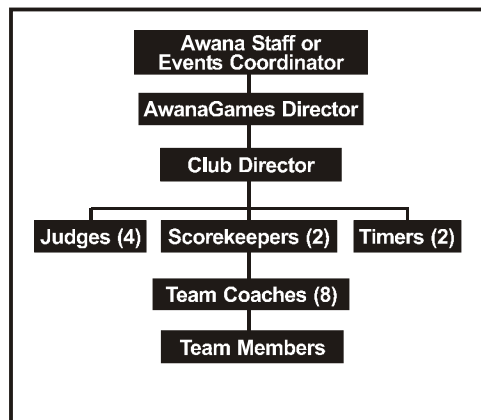 Awana Staff or
Events Coordinator
AwanaGames Director
Club Director
Judges (4) Scorekeepers (2) Timers (2)
Team Coaches (8)
Team Members